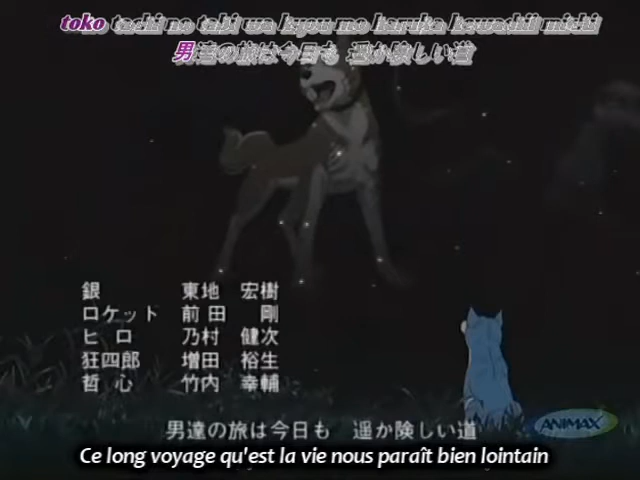 toko tachi no tabi wa kyou mo haruka kewashii michi
男達の旅は今日も 遥か険しい道
銀 東地 宏樹
ロケット 前田 剛
ヒロ 乃村 健次
狂四郎 増田 裕生
哲心 竹内 幸輔
ANIMAX
男達の旅は今日も 遥か険しい道
Ce long voyage qu'est la vie nous paraît bien lointain